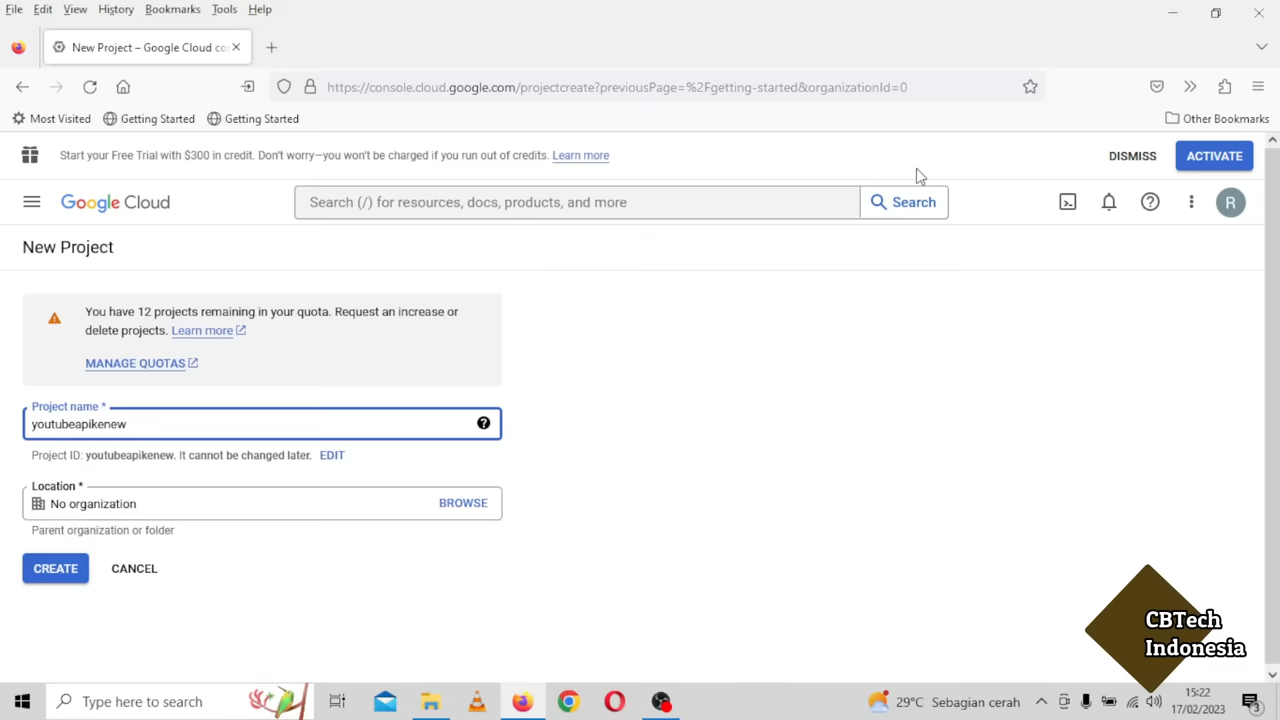 File Edit View History Bookmarks Tools Help
New Project – Google Cloud co
https://console.cloud.google.com/projectcreate?previousPage=%2Fgetting-started&organizationId=0
Most Visited Getting Started Getting Started Other Bookmarks
Start your Free Trial with $300 in credit. Don't worry—you won't be charged if you run out of credits. Learn more DISMISS ACTIVATE
Google Cloud Search (/) for resources, docs, products, and more Search R
New Project
You have 12 projects remaining in your quota. Request an increase or
delete projects. Learn more
MANAGE QUOTAS
Project name *
youtubeapikenew
Project ID: youtubeapikenew. It cannot be changed later. EDIT
Location *
No organization BROWSE
Parent organization or folder
CREATE CANCEL
CBTech
Indonesia
Type here to search 29°C Sebagian cerah 15:22
17/02/2023 3